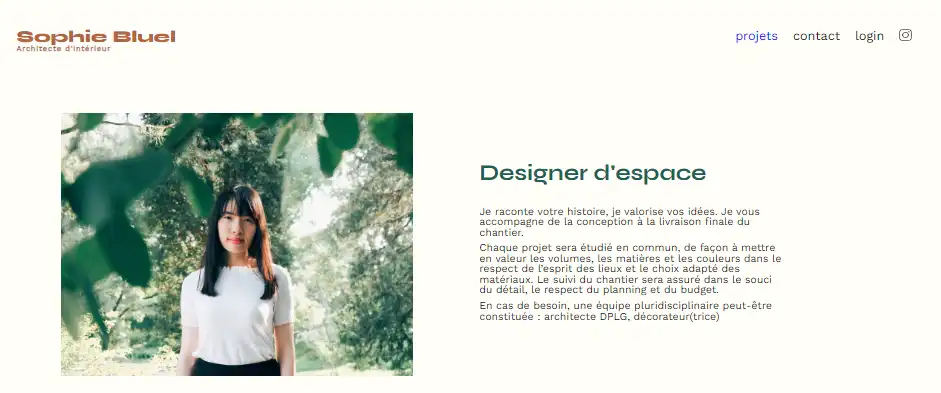 Sophie Bluel
Architecte d'intérieur
projets contact login
Designer d'espace
Je raconte votre histoire, je valorise vos idées. Je vous
accompagne de la conception à la livraison finale du
chantier.
Chaque projet sera étudié en commun, de façon à mettre
en valeur les volumes, les matières et les couleurs dans le
respect de l'esprit des lieux et le choix adapté des
matériaux. Le suivi du chantier sera assuré dans le souci
du détail, le respect du planning et du budget.
En cas de besoin, une équipe pluridisciplinaire peut-être
constituée : architecte DPLG, décorateur(trice)